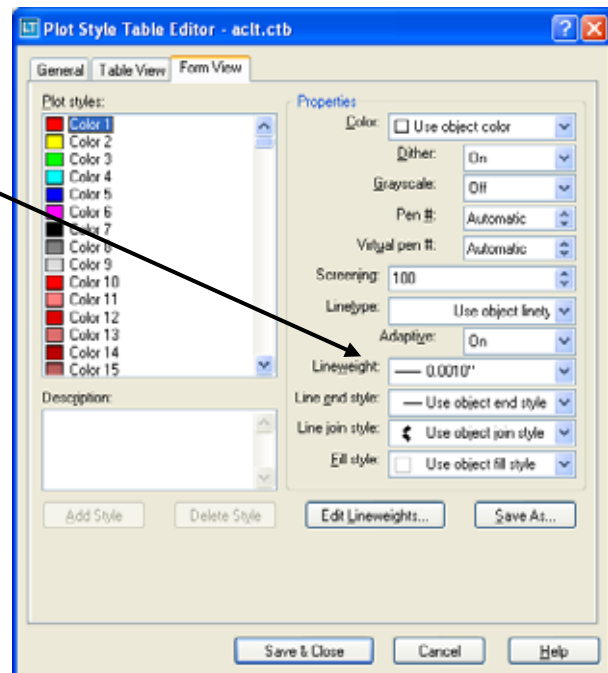 LT Plot Style Table Editor - aclt.ctb
General Table View Form View
Plot styles:
Color 1
Color 2
Color 3
Color 4
Color 5
Color 6
Color 7
Color 8
Color 9
Color 10
Color 11
Color 12
Color 13
Color 14
Color 15
Description:
Add Style Delete Style
Properties
Color: Use object color
Dither: On
Grayscale: Off
Pen #: Automatic
Virtual pen #: Automatic
Screening: 100
Linetype: Use object linety
Adaptive: On
Lineweight: 0.0010"
Line end style: Use object end style
Line join style: Use object join style
Fill style: Use object fill style
Edit Lineweights... Save As...
Save & Close Cancel Help